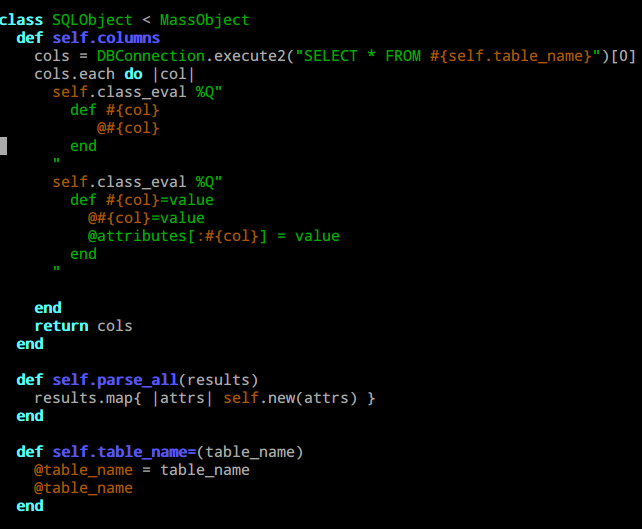 class SQLObject < MassObject
  def self.columns
    cols = DBConnection.execute2("SELECT * FROM #{self.table_name}")[0]
    cols.each do |col|
      self.class_eval %Q"
        def #{col}
           @#{col}
        end
      "
      self.class_eval %Q"
        def #{col}=value
          @#{col}=value
          @attributes[:#{col}] = value
        end
      "

    end
    return cols
  end

  def self.parse_all(results)
    results.map{ |attrs| self.new(attrs) }
  end

  def self.table_name=(table_name)
    @table_name = table_name
    @table_name
  end